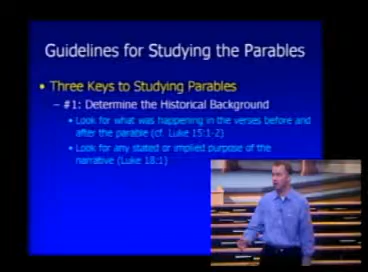 Guidelines for Studying the Parables
• Three Keys to Studying Parables
– #1: Determine the Historical Background
• Look for what was happening in the verses before and
after the parable (cf. Luke 15:1-2)
• Look for any stated or implied purpose of the
narrative (Luke 18:1)